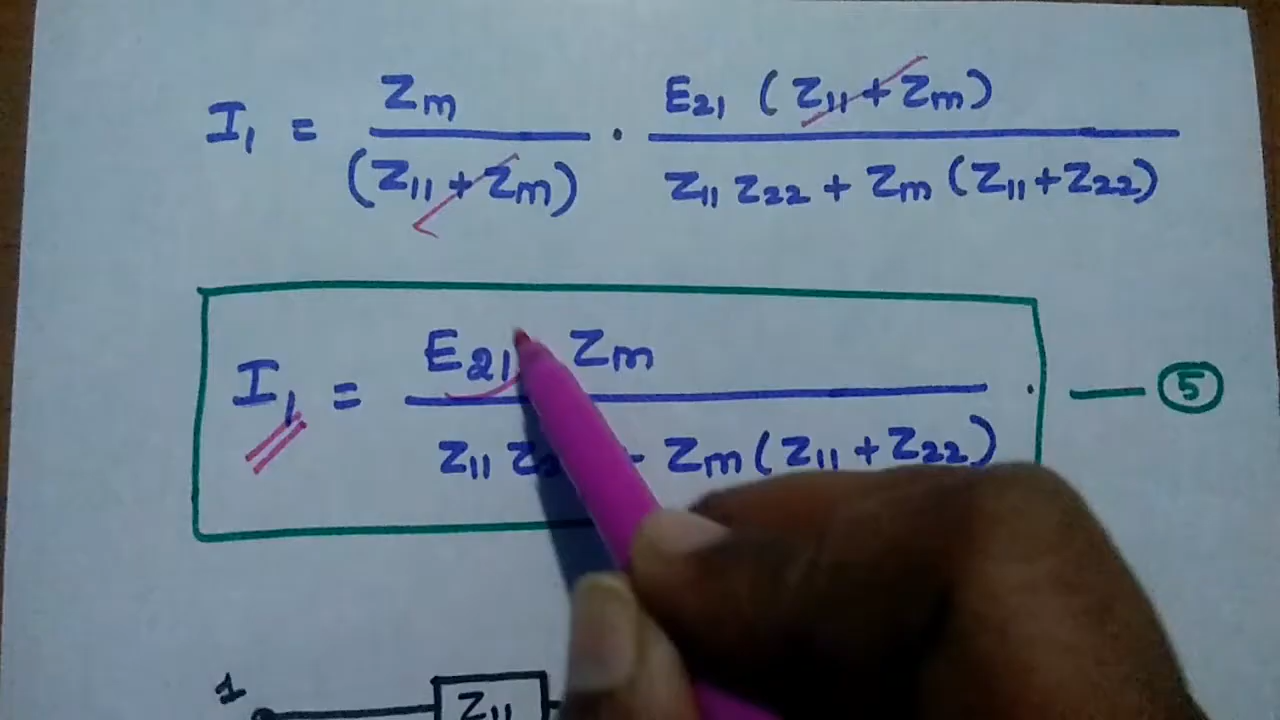 I₁ = Zm / (Z₁₁ + Zm) · E₂₁ (Z₁₁ + Zm) / Z₁₁ Z₂₂ + Zm (Z₁₁ + Z₂₂)
I₁ = E₂₁ Zm / Z₁₁ Z + Zm (Z₁₁ + Z₂₂) . — ⑤
1
Z₁₁